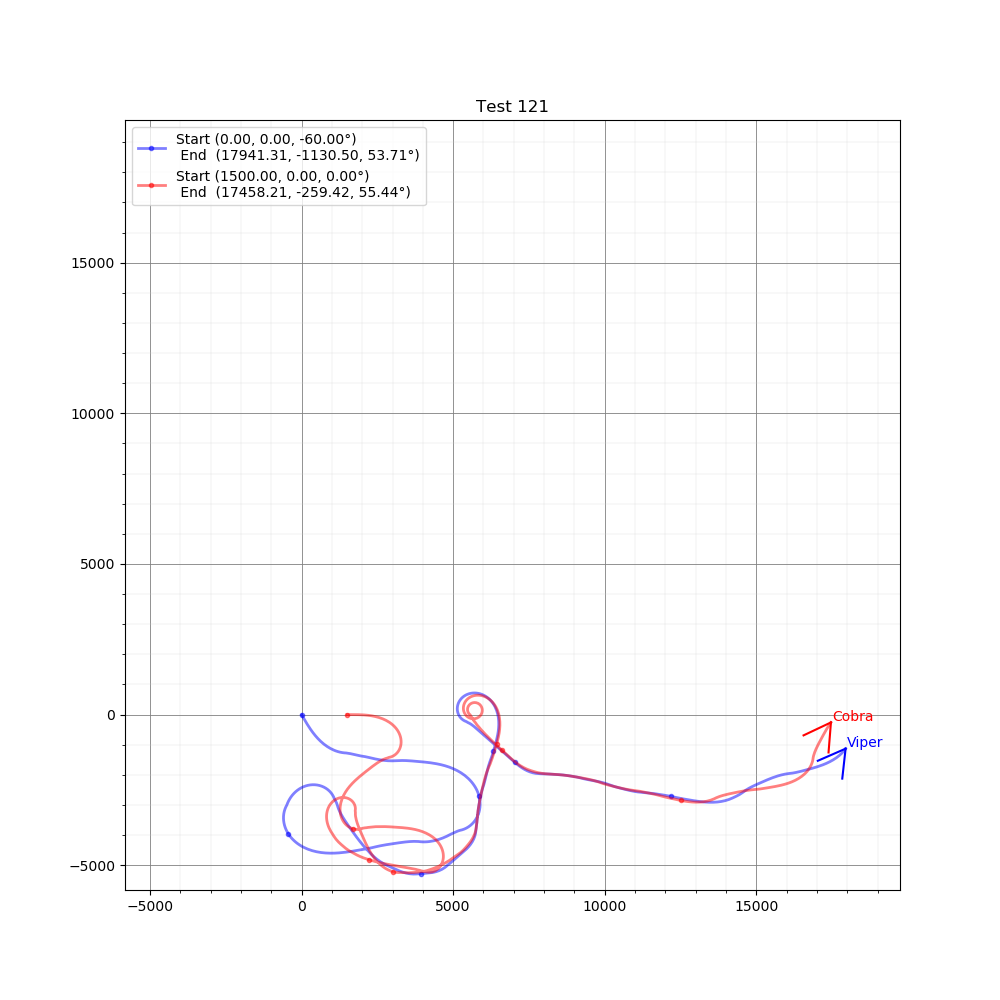 Test 121
Start (0.00, 0.00, -60.00°)
End  (17941.31, -1130.50, 53.71°)
Start (1500.00, 0.00, 0.00°)
End  (17458.21, -259.42, 55.44°)
15000
10000
5000
0
−5000
Cobra
Viper
−5000
0
5000
10000
15000